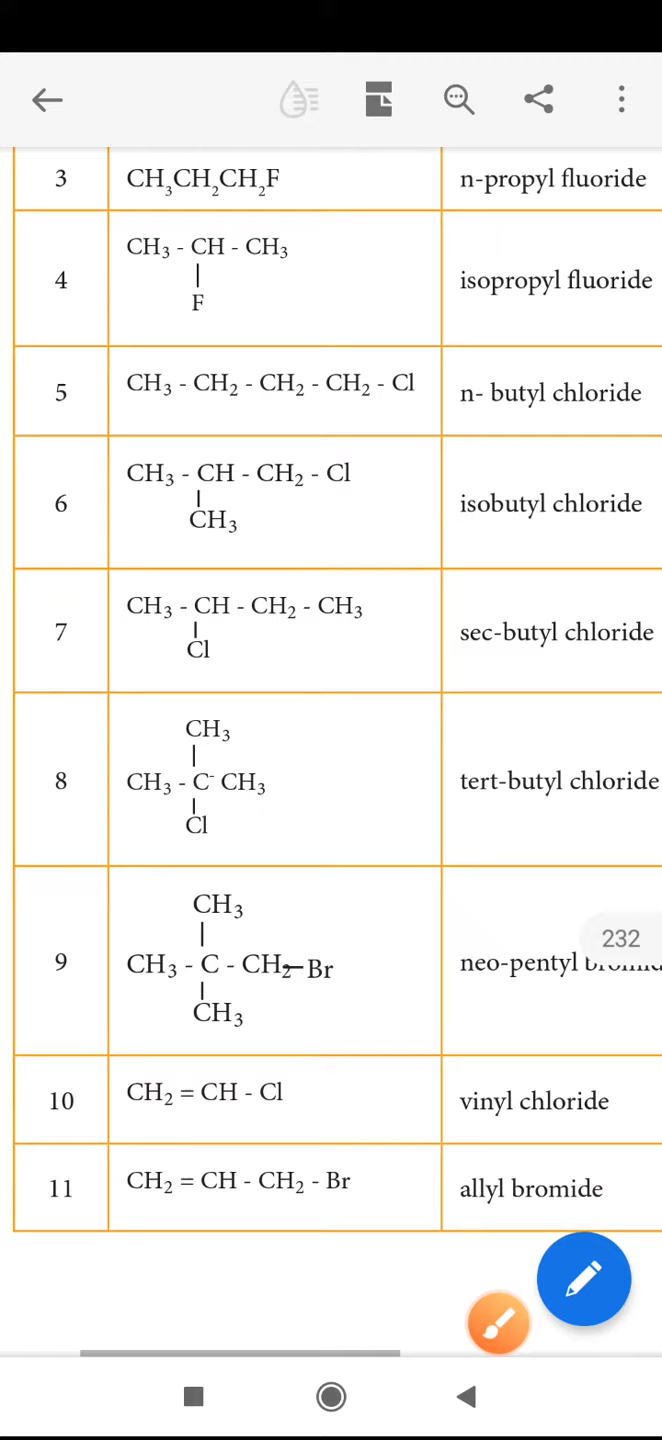 3 CH3CH2CH2F n-propyl fluoride
CH3 - CH - CH3
|
F
4 isopropyl fluoride
5 CH3 - CH2 - CH2 - CH2 - Cl n- butyl chloride
CH3 - CH - CH2 - Cl
|
CH3
6 isobutyl chloride
CH3 - CH - CH2 - CH3
|
Cl
7 sec-butyl chloride
CH3
|
CH3 - C - CH3
|
Cl
8 tert-butyl chloride
CH3
|
CH3 - C - CH2 — Br
|
CH3
9 neo-pentyl
232
10 CH2 = CH - Cl vinyl chloride
11 CH2 = CH - CH2 - Br allyl bromide